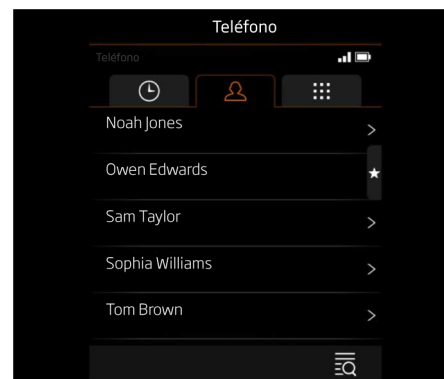 Teléfono
Teléfono
Noah Jones
Owen Edwards
Sam Taylor
Sophia Williams
Tom Brown